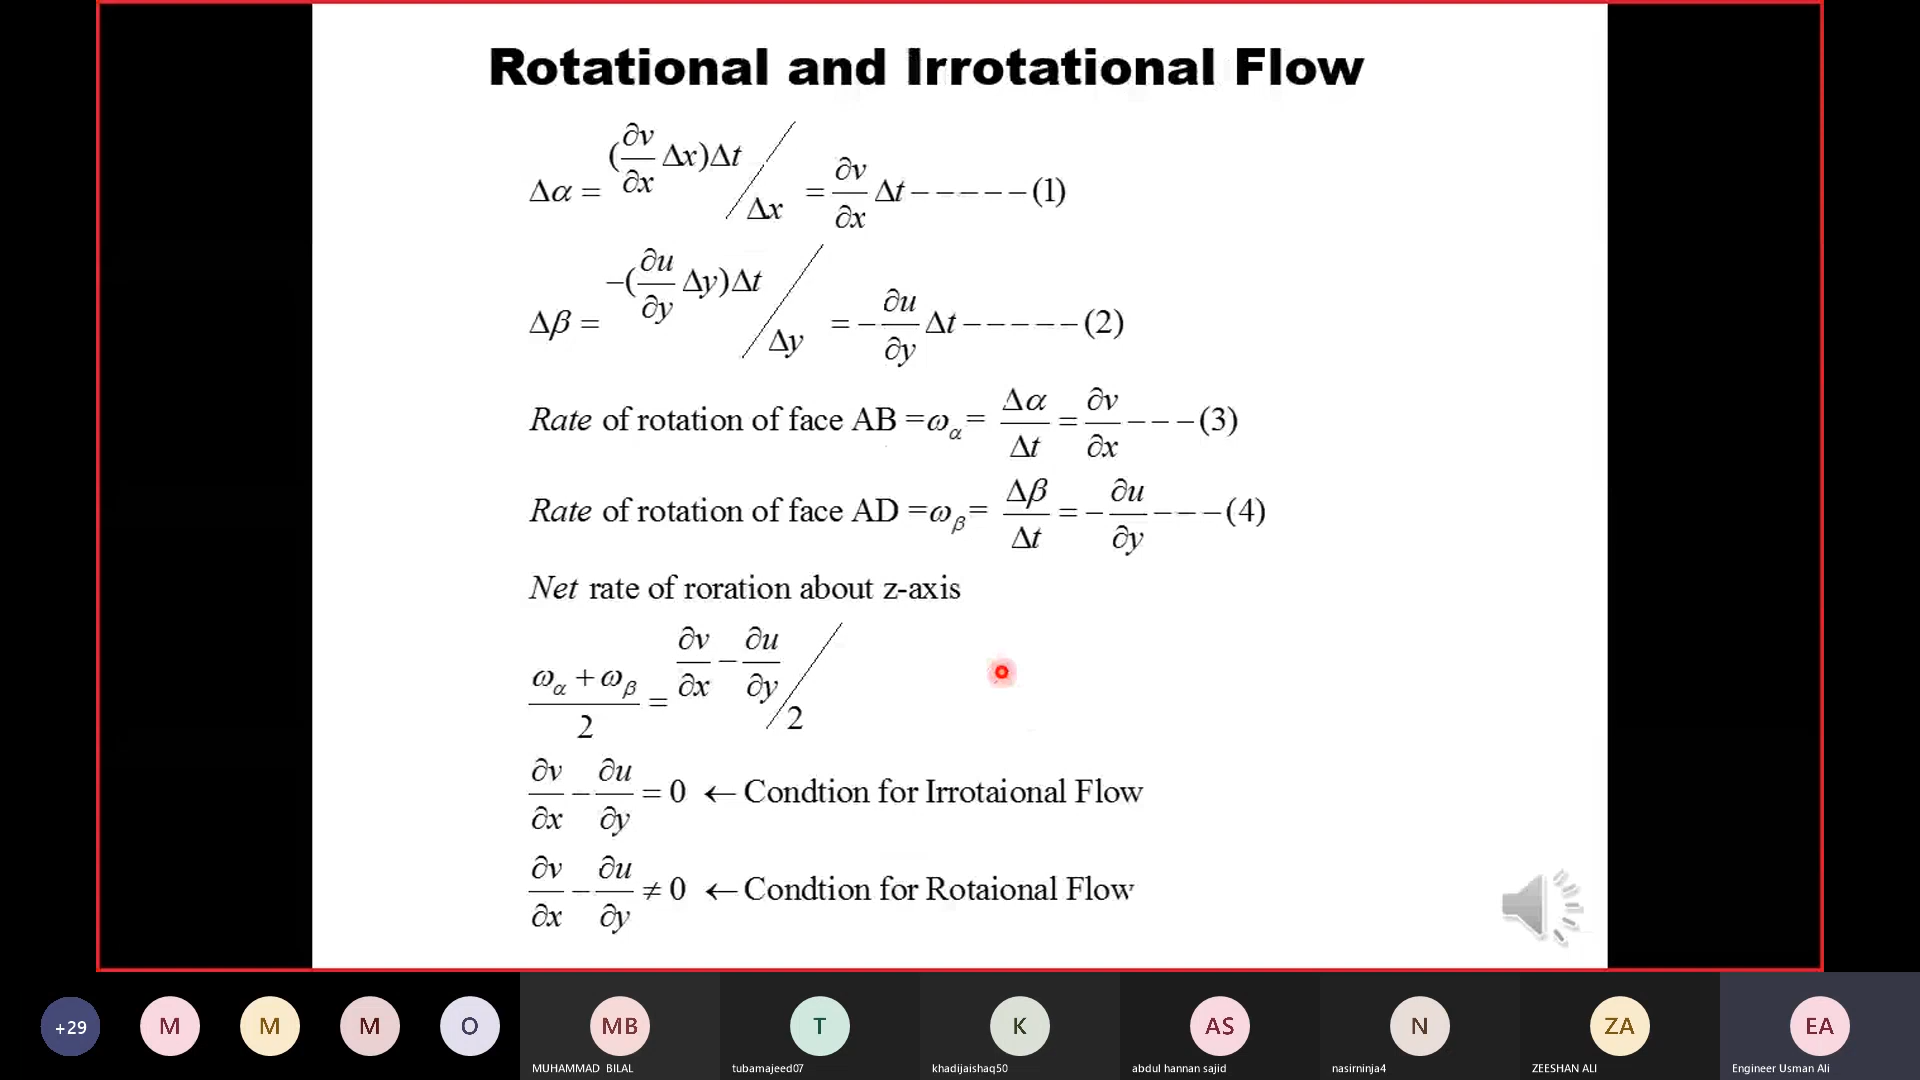 Rotational and Irrotational Flow
Δα = (∂v/∂x Δx)Δt / Δx = ∂v/∂x Δt - - - - - (1)
Δβ = -(∂u/∂y Δy)Δt / Δy = - ∂u/∂y Δt - - - - - (2)
Rate of rotation of face AB =ω_α= Δα/Δt = ∂v/∂x - - - (3)
Rate of rotation of face AD =ω_β= Δβ/Δt = - ∂u/∂y - - - (4)
Net rate of roration about z-axis
(ω_α + ω_β)/2 = ∂v/∂x - ∂u/∂y / 2
∂v/∂x - ∂u/∂y = 0 ← Condtion for Irrotaional Flow
∂v/∂x - ∂u/∂y ≠ 0 ← Condtion for Rotaional Flow
+29 M M M O MB T K AS N ZA EA
MUHAMMAD BILAL tubamajeed07 khadijaishaq50 abdul hannan sajid nasirninja4 ZEESHAN ALI Engineer Usman Ali